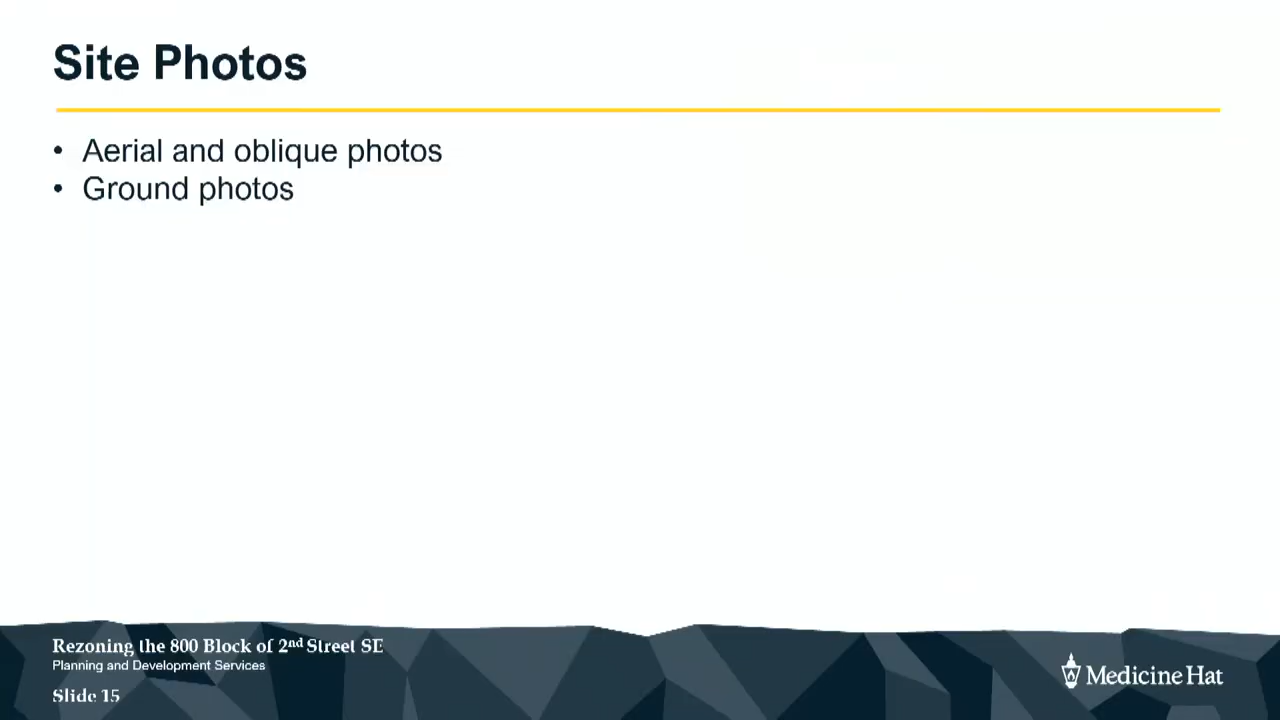 Site Photos
• Aerial and oblique photos
• Ground photos
Rezoning the 800 Block of 2nd Street SE
Planning and Development Services
Slide 15
Medicine Hat